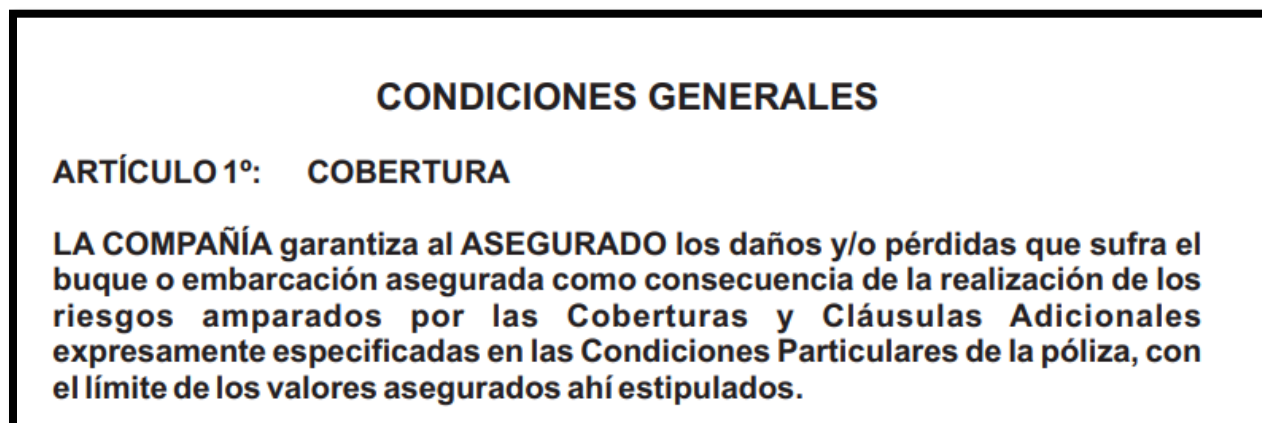 CONDICIONES GENERALES
ARTÍCULO 1º: COBERTURA
LA COMPAÑÍA garantiza al ASEGURADO los daños y/o pérdidas que sufra el
buque o embarcación asegurada como consecuencia de la realización de los
riesgos amparados por las Coberturas y Cláusulas Adicionales
expresamente especificadas en las Condiciones Particulares de la póliza, con
el límite de los valores asegurados ahí estipulados.